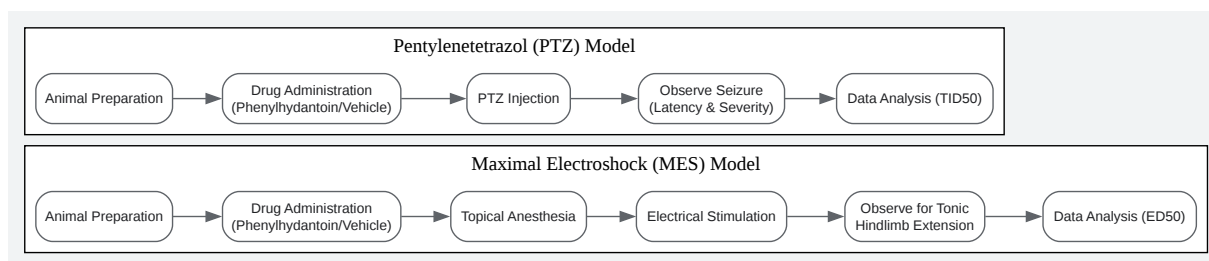 Pentylenetetrazol (PTZ) Model
Animal Preparation
Drug Administration
(Phenylhydantoin/Vehicle)
PTZ Injection
Observe Seizure
(Latency & Severity)
Data Analysis (TID50)
Maximal Electroshock (MES) Model
Animal Preparation
Drug Administration
(Phenylhydantoin/Vehicle)
Topical Anesthesia
Electrical Stimulation
Observe for Tonic
Hindlimb Extension
Data Analysis (ED50)